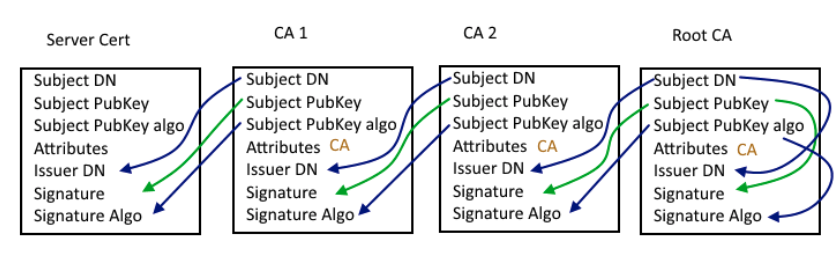 Server Cert
Subject DN
Subject PubKey
Subject PubKey algo
Attributes
Issuer DN
Signature
Signature Algo
CA 1
Subject DN
Subject PubKey
Subject PubKey algo
Attributes CA
Issuer DN
Signature
Signature Algo
CA 2
Subject DN
Subject PubKey
Subject PubKey algo
Attributes CA
Issuer DN
Signature
Signature Algo
Root CA
Subject DN
Subject PubKey
Subject PubKey algo
Attributes CA
Issuer DN
Signature
Signature Algo